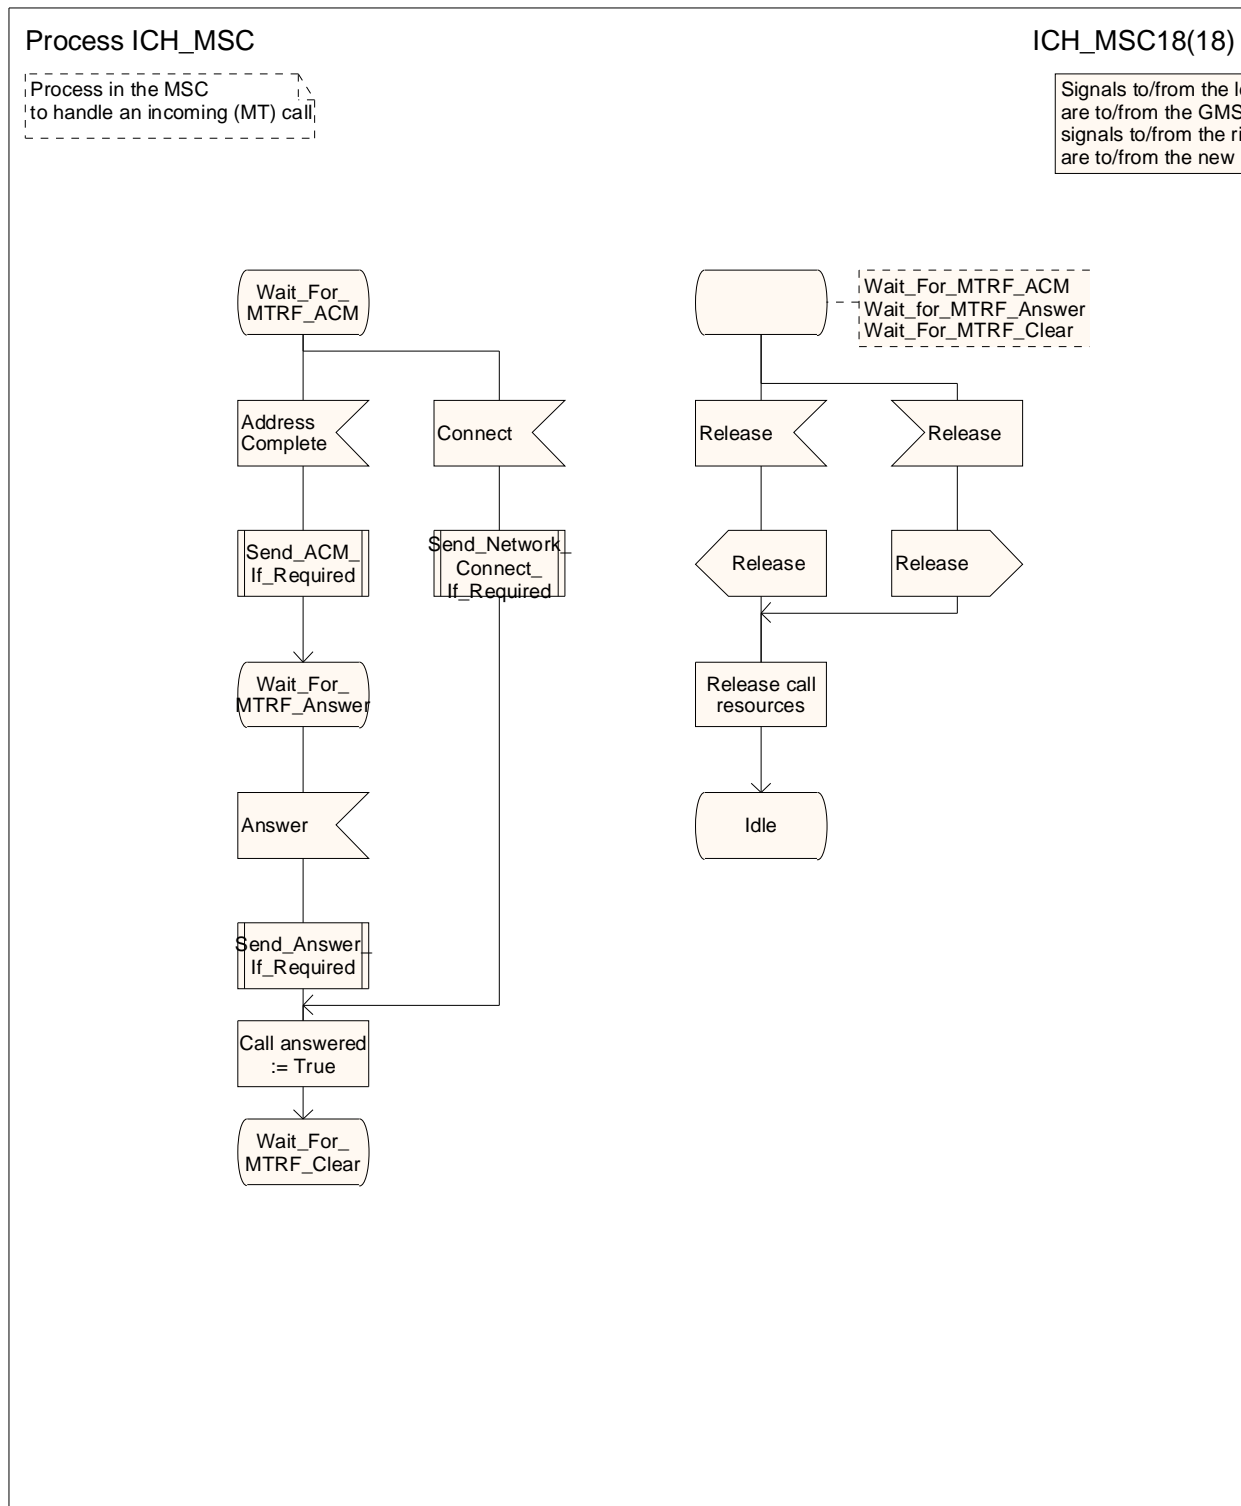 Process ICH_MSC
ICH_MSC18(18)
Process in the MSC
to handle an incoming (MT) call
Signals to/from the
are to/from the
signals to/from the
are to/from the new
Wait_For_
MTRF_ACM
Wait_For_MTRF_ACM
Wait_for_MTRF_Answer
Wait_For_MTRF_Clear
Address
Complete
Connect
Release
Release
Send_ACM_
If_Required
Send_Network_
Connect_
If_Required
Release
Release
Wait_For_
MTRF_Answer
Release call
resources
Answer
Idle
Send_Answer_
If_Required
Call answered
:= True
Wait_For_
MTRF_Clear